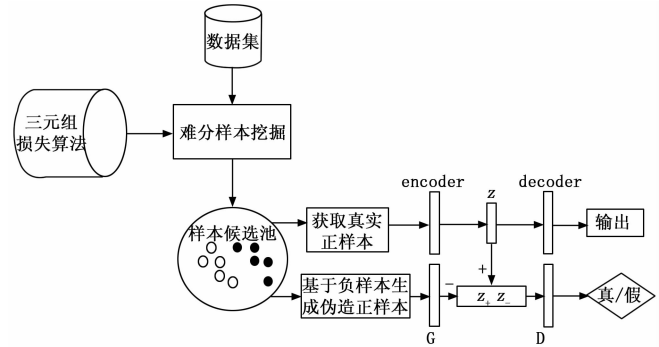 数据集
三元组
损失算法
难分样本挖掘
encoder
z
decoder
样本候选池
获取真实
正样本
输出
+
基于负样本生
成伪造正样本
−
z+ z−
真/假
G
D